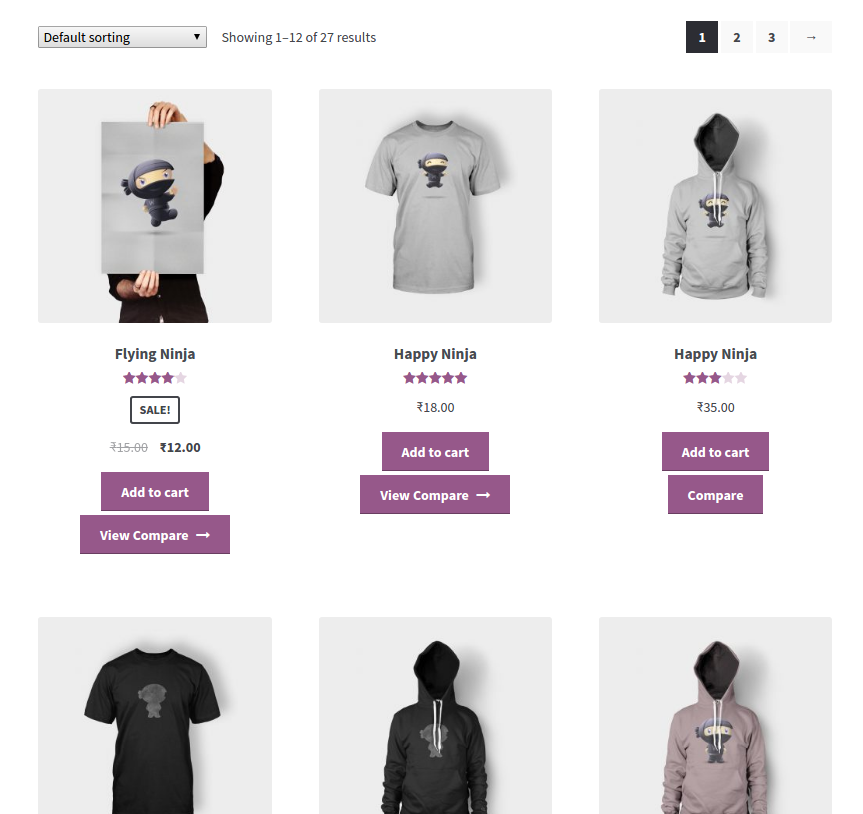 Default sorting ▼ Showing 1–12 of 27 results 1 2 3 →
Flying Ninja
SALE!
₹15.00 ₹12.00
Add to cart
View Compare →
Happy Ninja
₹18.00
Add to cart
View Compare →
Happy Ninja
₹35.00
Add to cart
Compare